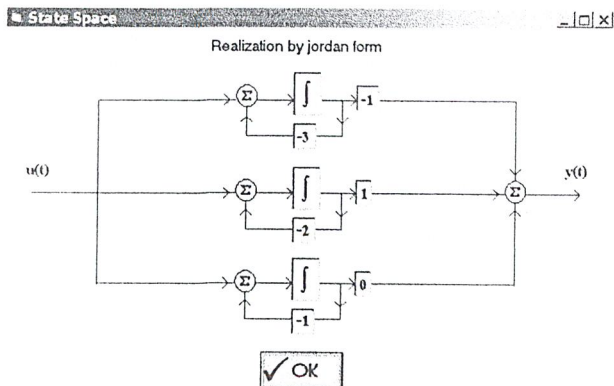 State Space
Realization by jordan form
Σ ∫ -1
-3
u(t) Σ ∫ 1 Σ y(t)
-2
Σ ∫ 0
-1
OK